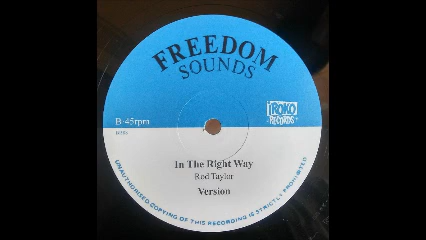 FREEDOM
SOUNDS
IROKO
RECORDS
B·45rpm
In The Right Way
Rod Taylor
Version
UNAUTHORISED COPYING OF THIS RECORDING IS STRICTLY PROHIBITED